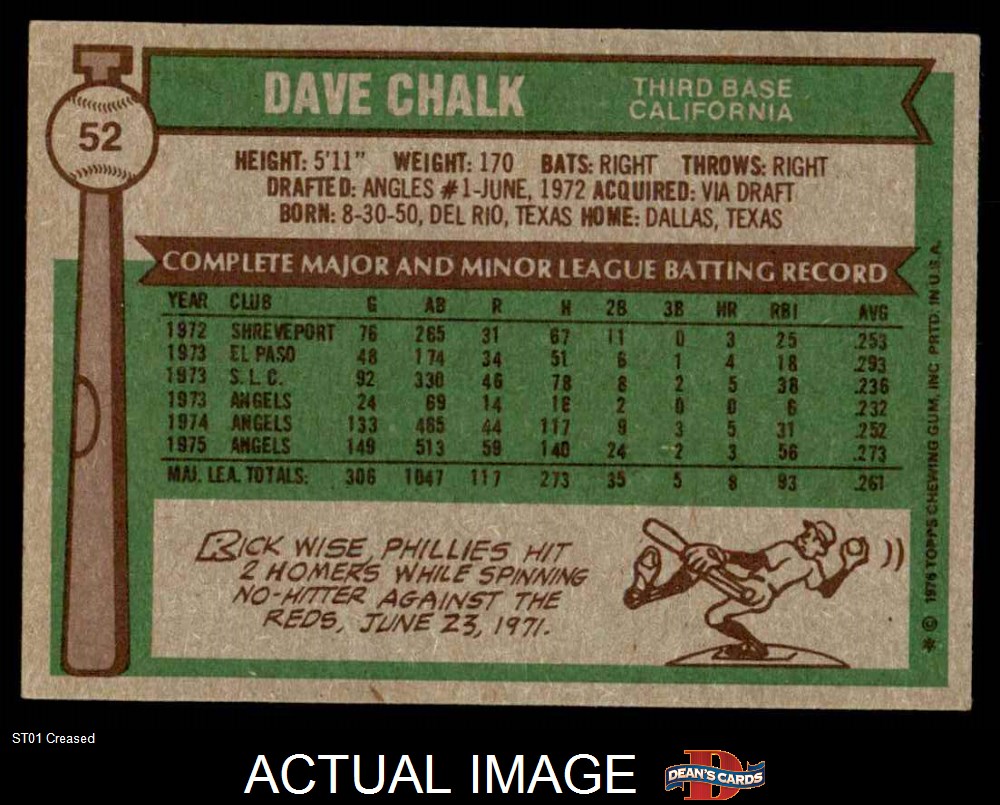 52
DAVE CHALK
THIRD BASE
CALIFORNIA
HEIGHT: 5'11" WEIGHT: 170 BATS: RIGHT THROWS: RIGHT
DRAFTED: ANGLES #1-JUNE, 1972 ACQUIRED: VIA DRAFT
BORN: 8-30-50, DEL RIO, TEXAS HOME: DALLAS, TEXAS
COMPLETE MAJOR AND MINOR LEAGUE BATTING RECORD
YEAR CLUB G AB R H 2B 3B HR RBI AVG
1972 SHREVEPORT 76 265 31 67 11 0 3 25 .253
1973 EL PASO 48 174 34 51 6 1 4 18 .293
1973 S.L.C. 92 330 46 78 8 2 5 38 .236
1973 ANGELS 24 69 14 16 2 0 0 6 .232
1974 ANGELS 133 465 44 117 9 3 5 31 .252
1975 ANGELS 149 513 59 140 24 2 3 56 .273
MAJ. LEA. TOTALS: 306 1047 117 273 35 5 8 93 .261
RICK WISE, PHILLIES HIT
2 HOMERS WHILE SPINNING
NO-HITTER AGAINST THE
REDS, JUNE 23, 1971.
* © 1976 TOPPS CHEWING GUM, INC PRTD. IN U.S.A.
ST01 Creased
ACTUAL IMAGE
D
DEAN'S CARDS